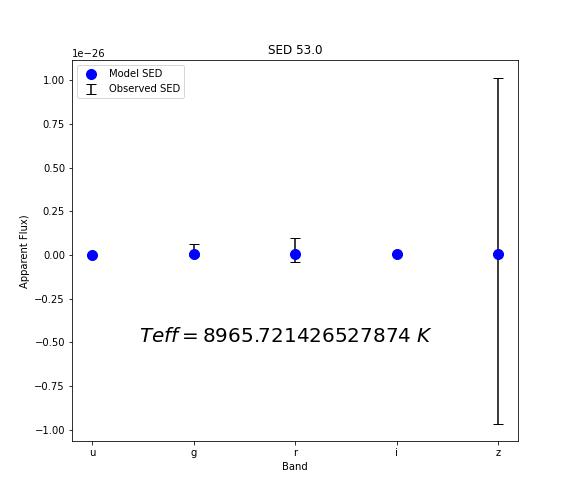 SED 53.0
1e−26
Model SED
Observed SED
1.00
0.75
0.50
0.25
0.00
−0.25
−0.50
−0.75
−1.00
Apparent Flux)
Teff = 8965.721426527874 K
u g r i z
Band